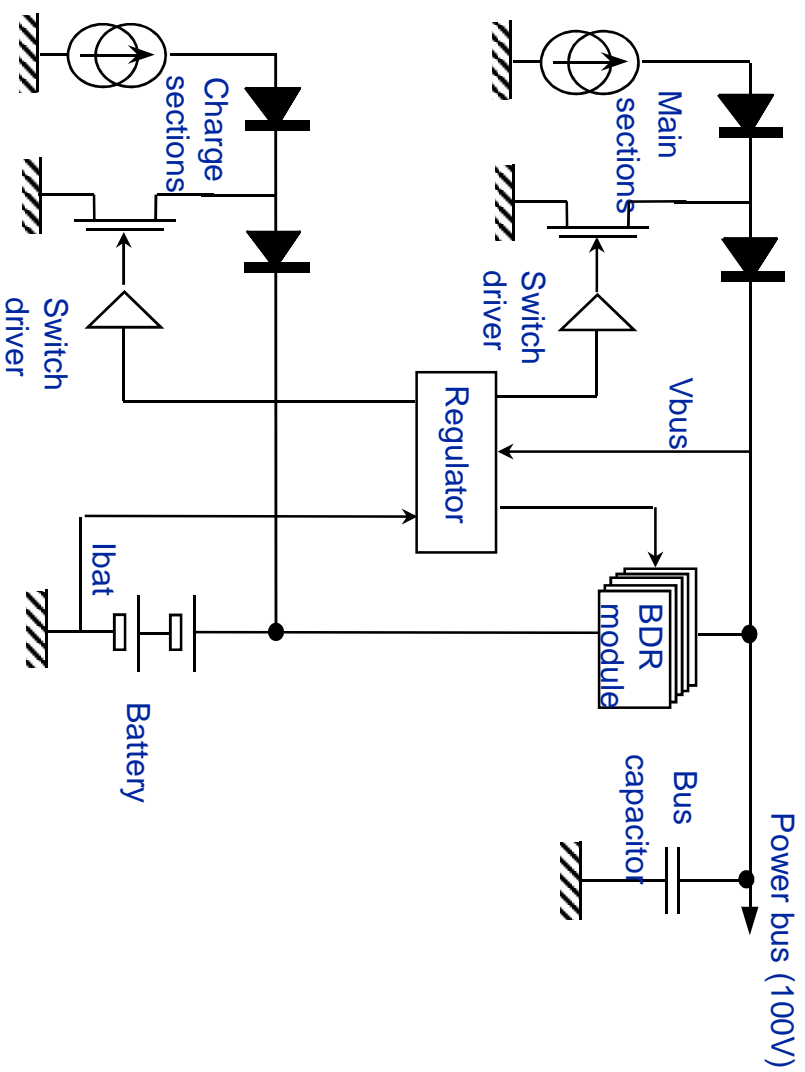 Main
sections
Vbus
Bus
capacitor
Power bus (100V)
Switch
driver
BDR
module
Regulator
Charge
sections
Switch
driver
Ibat
Battery